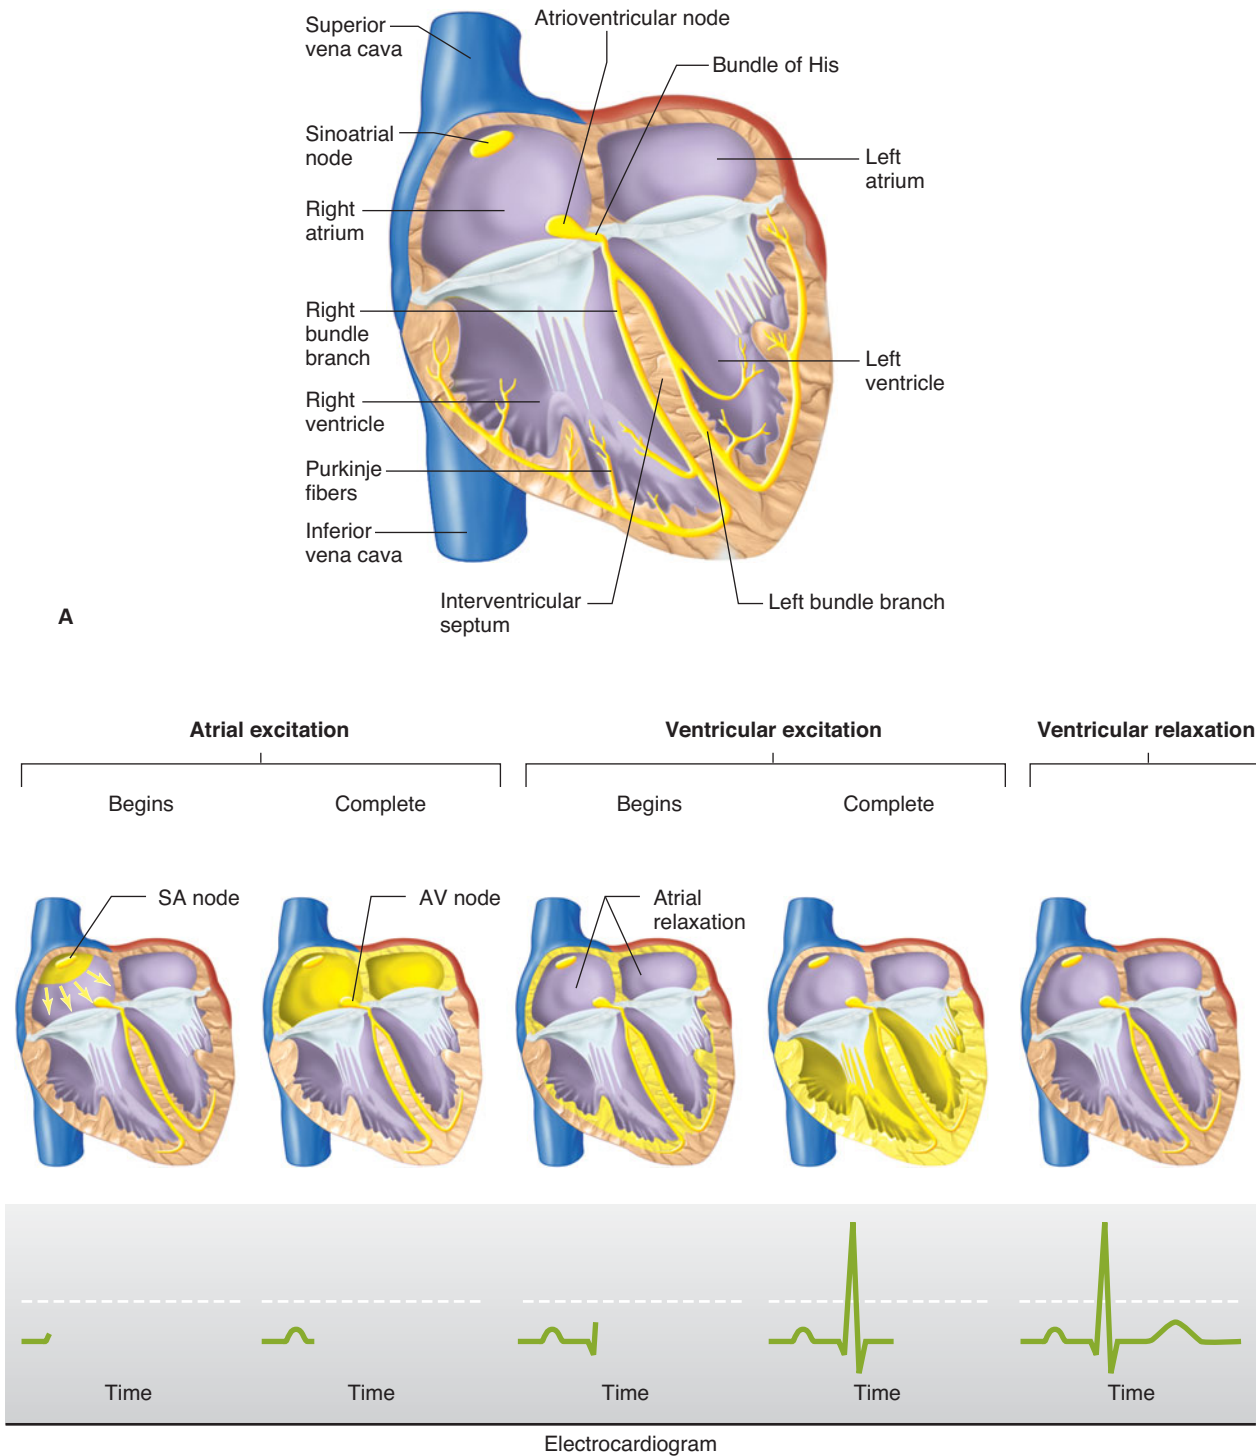 Superior
vena cava
Atrioventricular node
Bundle of His
Sinoatrial
node
Left
atrium
Right
atrium
Right
bundle
branch
Left
ventricle
Right
ventricle
Purkinje
fibers
Inferior
vena cava
Interventricular
septum
Left bundle branch
A
Atrial excitation
Ventricular excitation
Ventricular relaxation
Begins
Complete
Begins
Complete
SA node
AV node
Atrial
relaxation
Time
Time
Time
Time
Time
Electrocardiogram